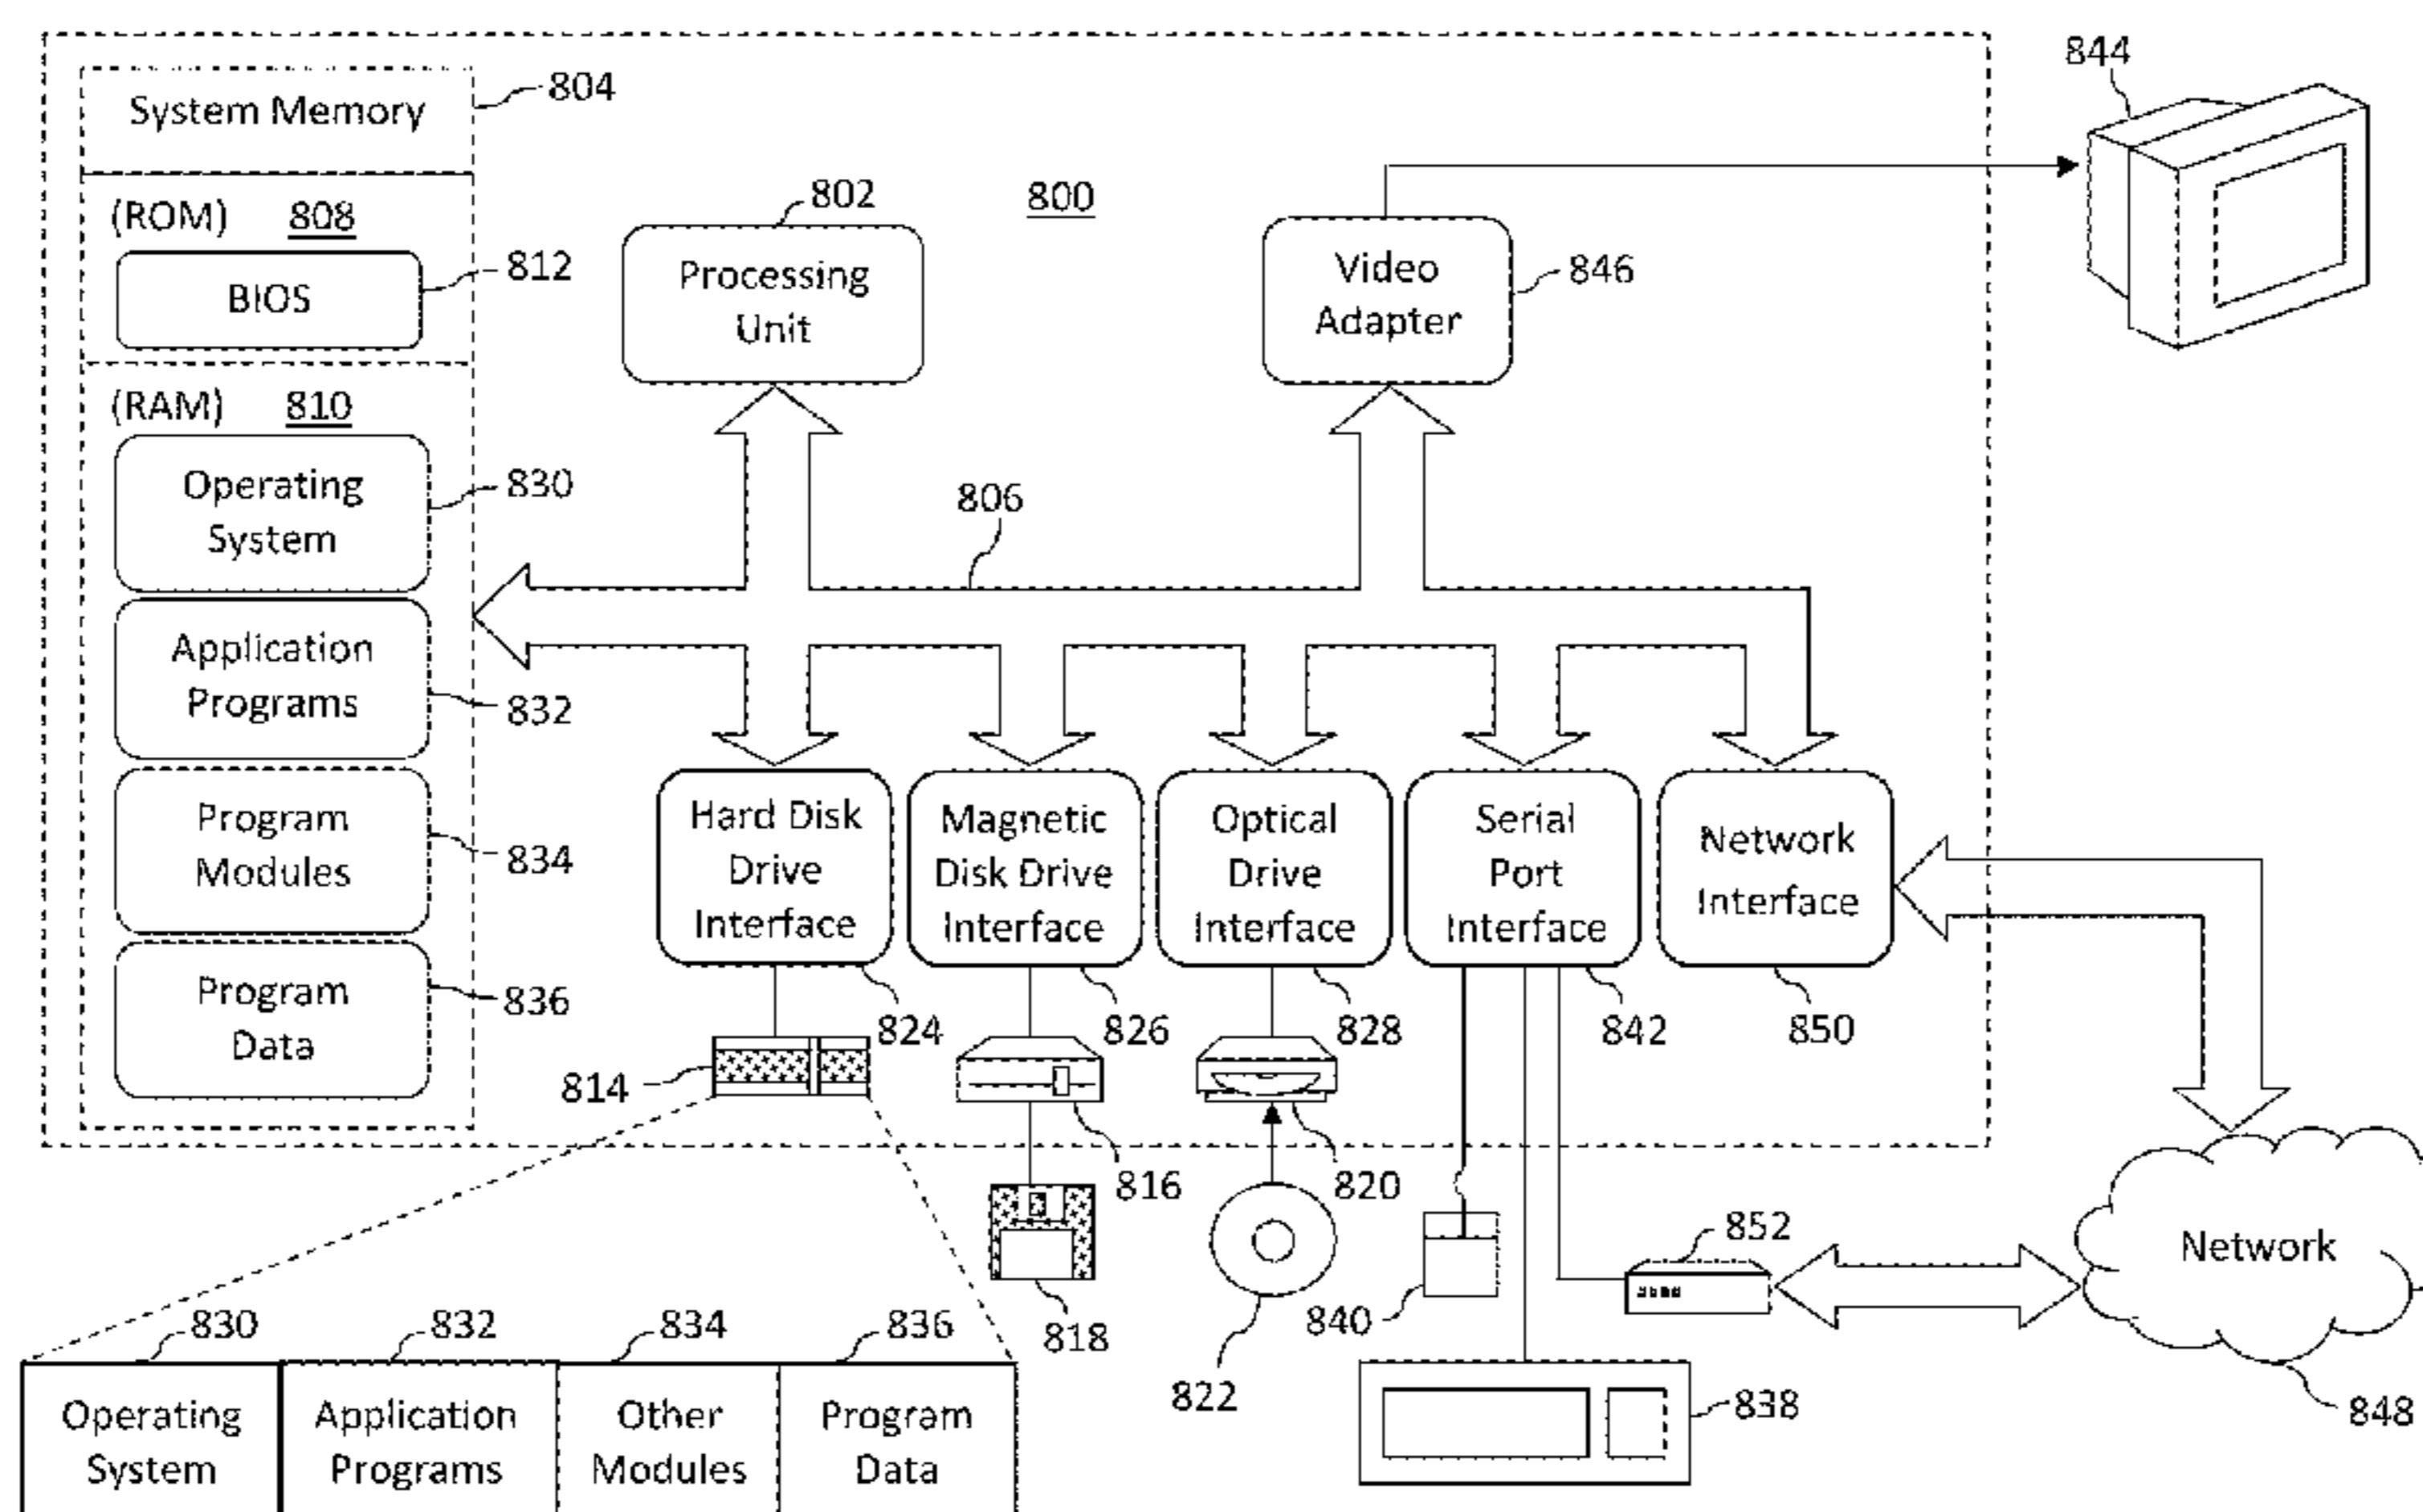 844
System Memory
804
802
800
(ROM) 808
812
BIOS
Processing
Unit
Video
Adapter
846
(RAM) 810
Operating
System
830
806
Application
Programs
832
Program
Modules
834
Program
Data
836
Hard Disk
Drive
Interface
Magnetic
Disk Drive
Interface
Optical
Drive
Interface
Serial
Port
Interface
Network
Interface
824
826
828
842
850
814
816
820
852
Network
818
840
822
838
848
830
832
834
836
Operating
System
Application
Programs
Other
Modules
Program
Data